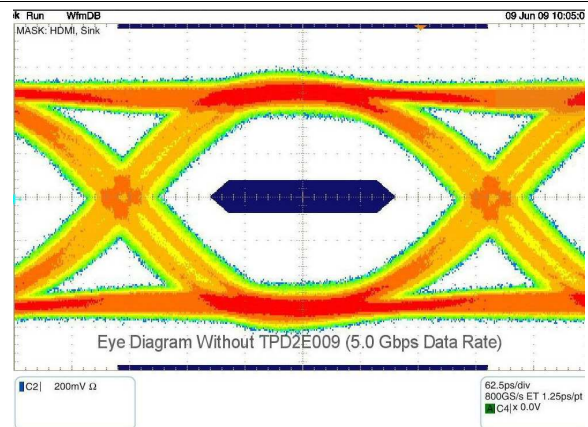 k Run WfmDB 09 Jun 09 10:05:0
MASK: HDMI, Sink
Eye Diagram Without TPD2E009 (5.0 Gbps Data Rate)
C2 200mV Ω 62.5ps/div
800GS/s ET 1.25ps/pt
A C4 x 0.0V